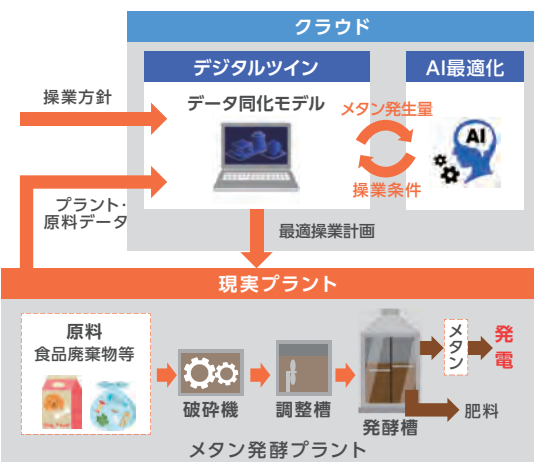 クラウド
デジタルツイン
AI最適化
データ同化モデル
操業方針
メタン発生量
AI
操業条件
プラント・
原料データ
最適操業計画
現実プラント
原料
食品廃棄物等
破砕機
調整槽
発酵槽
メタン
発電
肥料
メタン発酵プラント